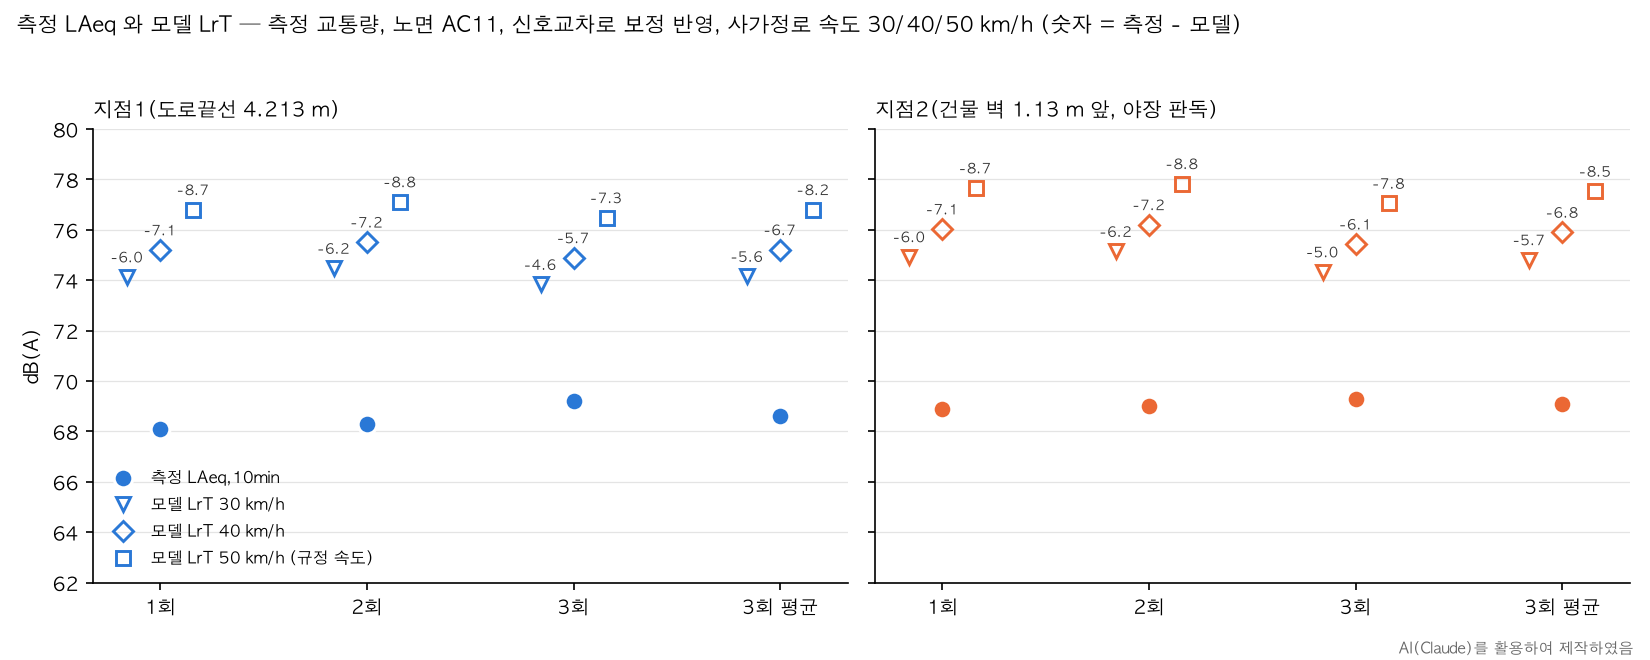 측정 LAeq 와 모델 LrT — 측정 교통량, 노면 AC11, 신호교차로 보정 반영, 사가정로 속도 30/40/50 km/h (숫자 = 측정 - 모델)
지점1(도로끝선 4.213 m)
dB(A)
80
78
76
74
72
70
68
66
64
62
-6.0
-7.1
-8.7
-6.2
-7.2
-8.8
-4.6
-5.7
-7.3
-5.6
-6.7
-8.2
측정 LAeq,10min
모델 LrT 30 km/h
모델 LrT 40 km/h
모델 LrT 50 km/h (규정 속도)
1회
2회
3회
3회 평균
지점2(건물 벽 1.13 m 앞, 야장 판독)
-6.0
-7.1
-8.7
-6.2
-7.2
-8.8
-5.0
-6.1
-7.8
-5.7
-6.8
-8.5
1회
2회
3회
3회 평균
AI(Claude)를 활용하여 제작하였음